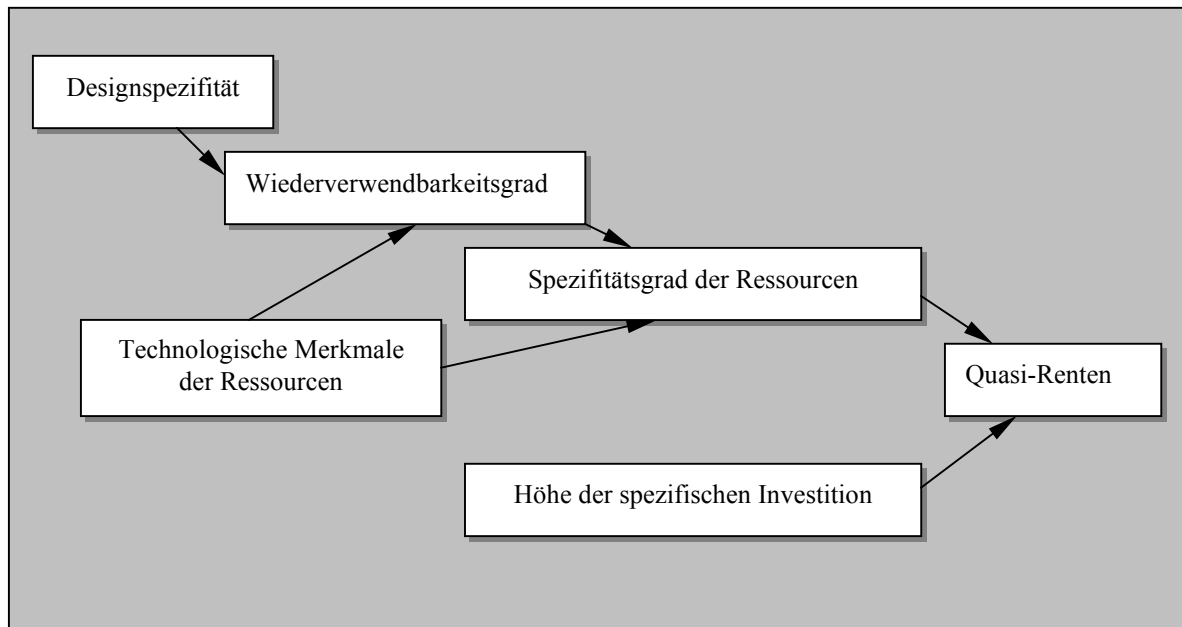 Designspezifität
Wiederverwendbarkeitsgrad
Spezifitätsgrad der Ressourcen
Technologische Merkmale
der Ressourcen
Quasi-Renten
Höhe der spezifischen Investition